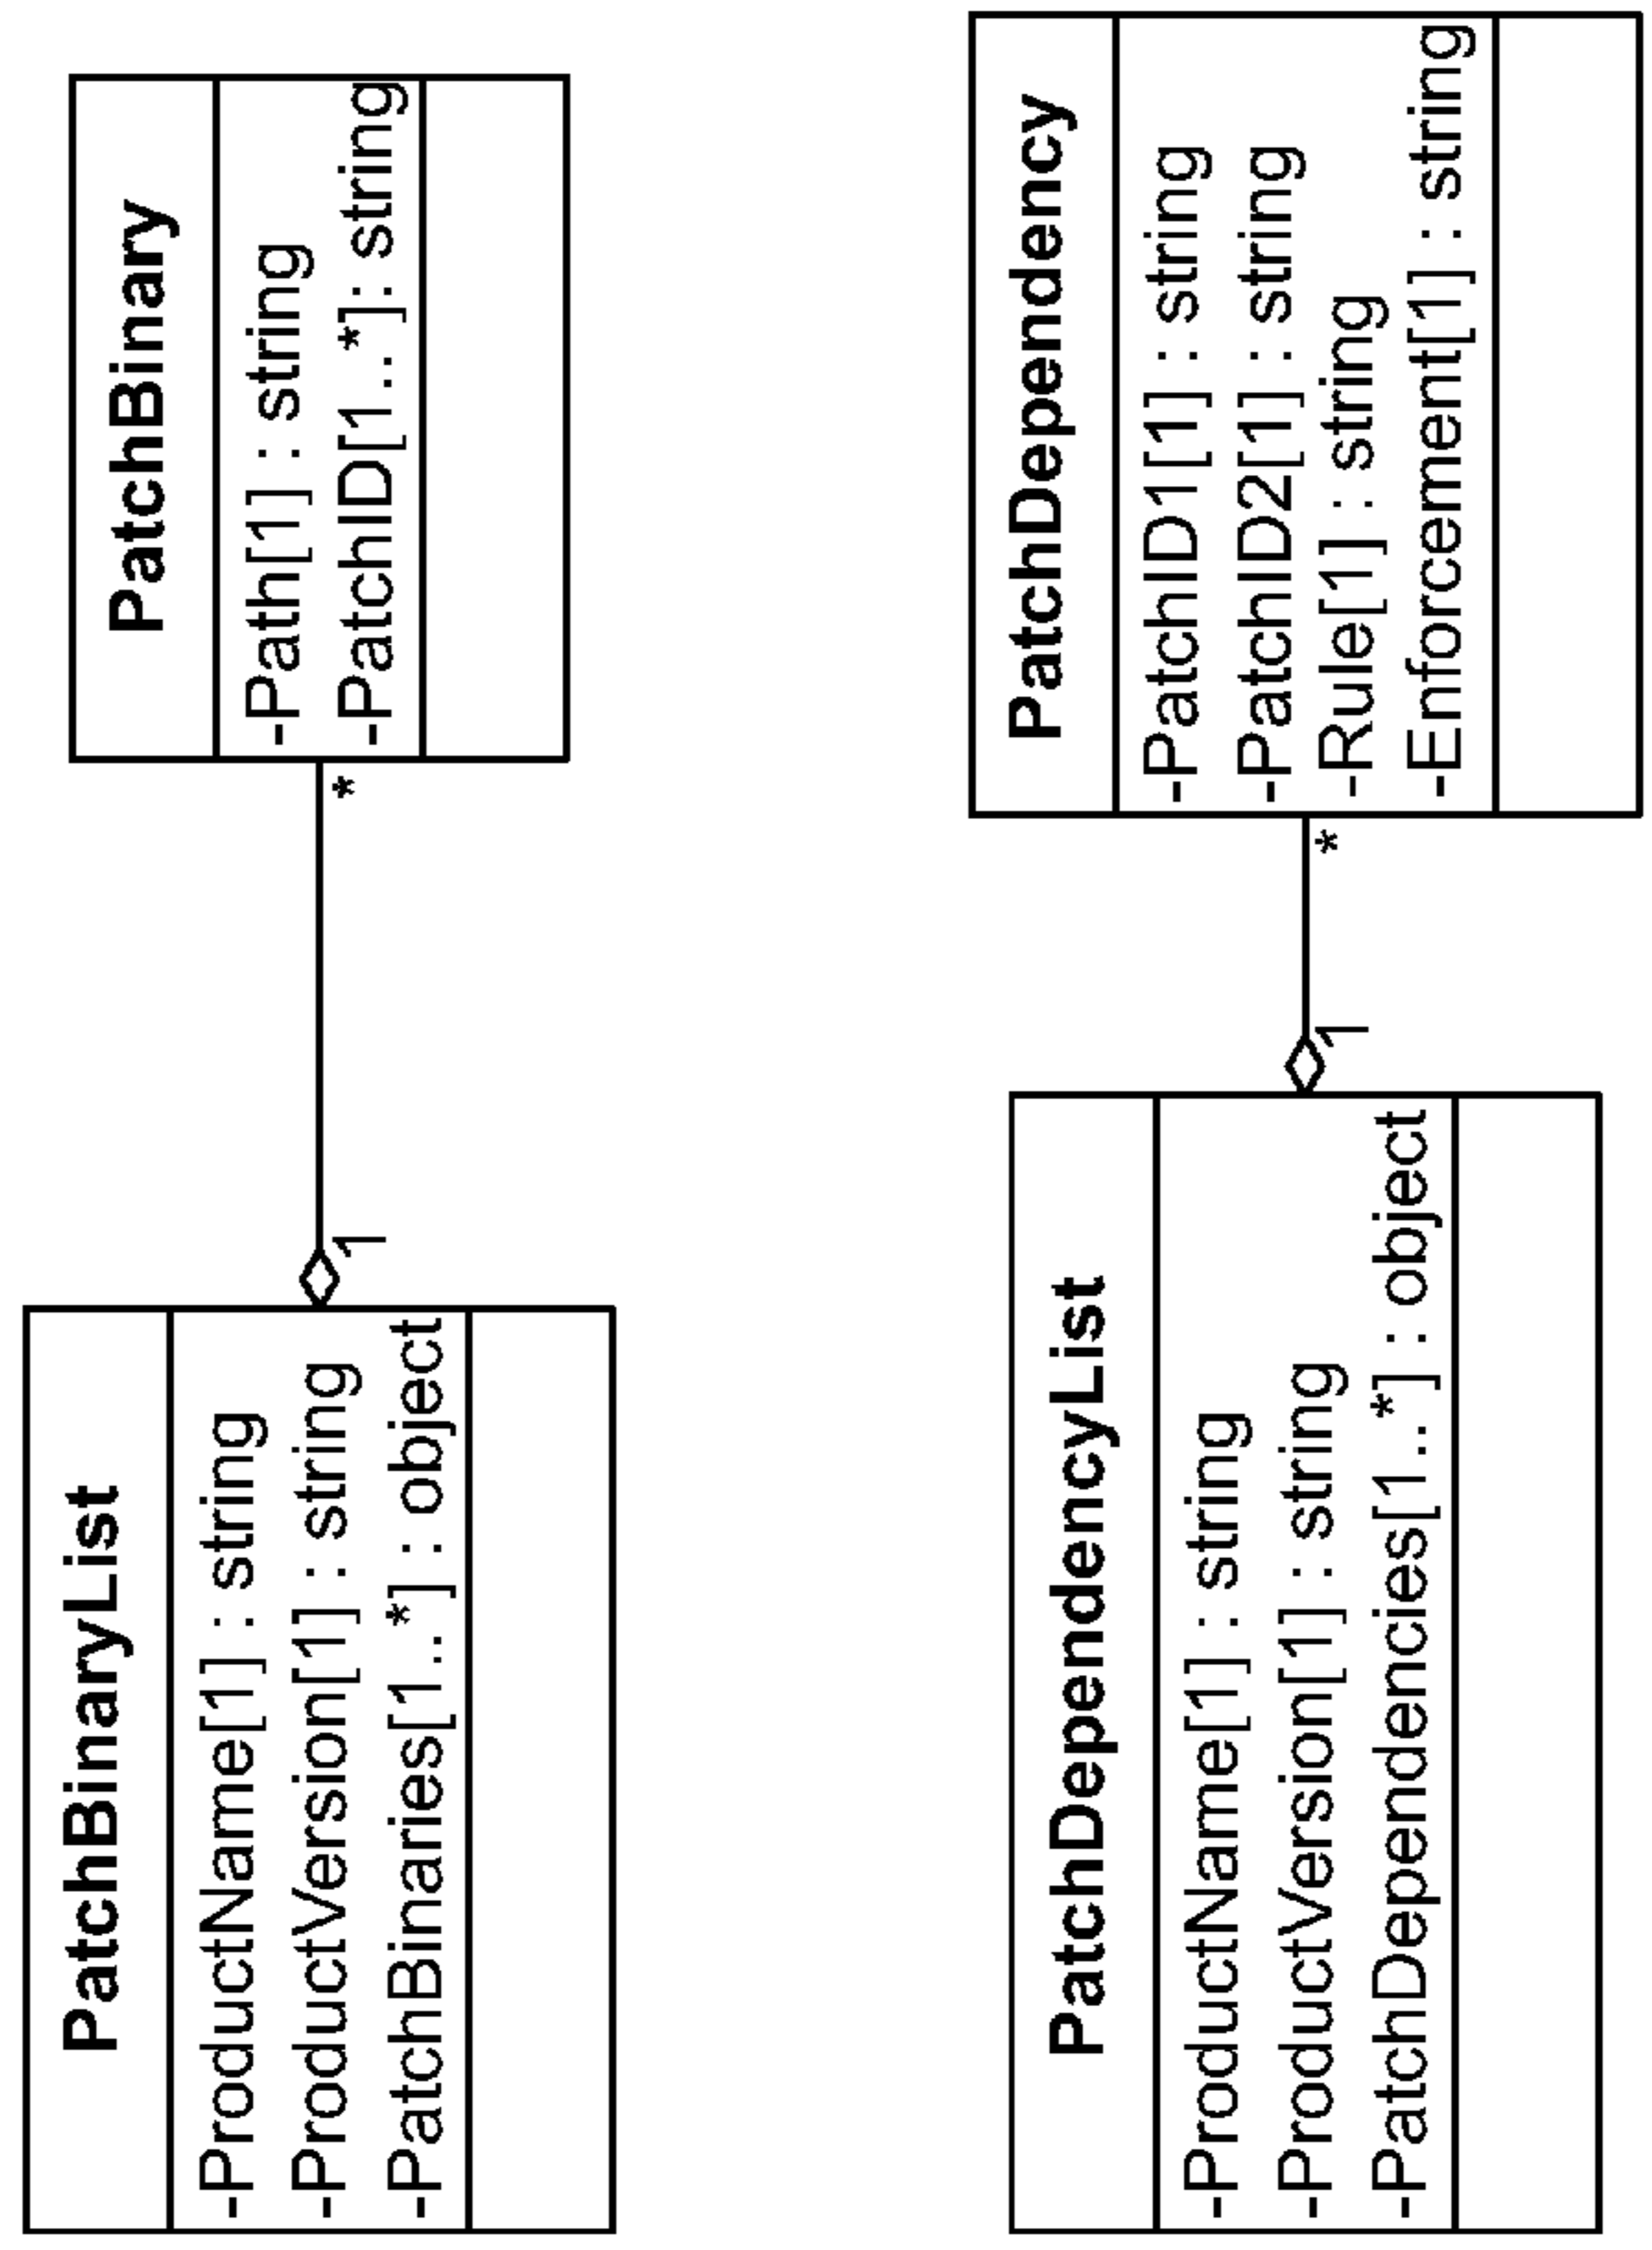 PatchBinaryList
-ProductName[1] : string
-ProductVersion[1] : string
-PatchBinaries[1..*] : object
1
*
PatchBinary
-Path[1] : string
-PatchID[1..*]: string
PatchDependencyList
-ProductName[1] : string
-ProductVersion[1] : string
-PatchDependencies[1..*] : object
1
*
PatchDependency
-PatchID1[1] : string
-PatchID2[1] : string
-Rule[1] : string
-Enforcement[1] : string